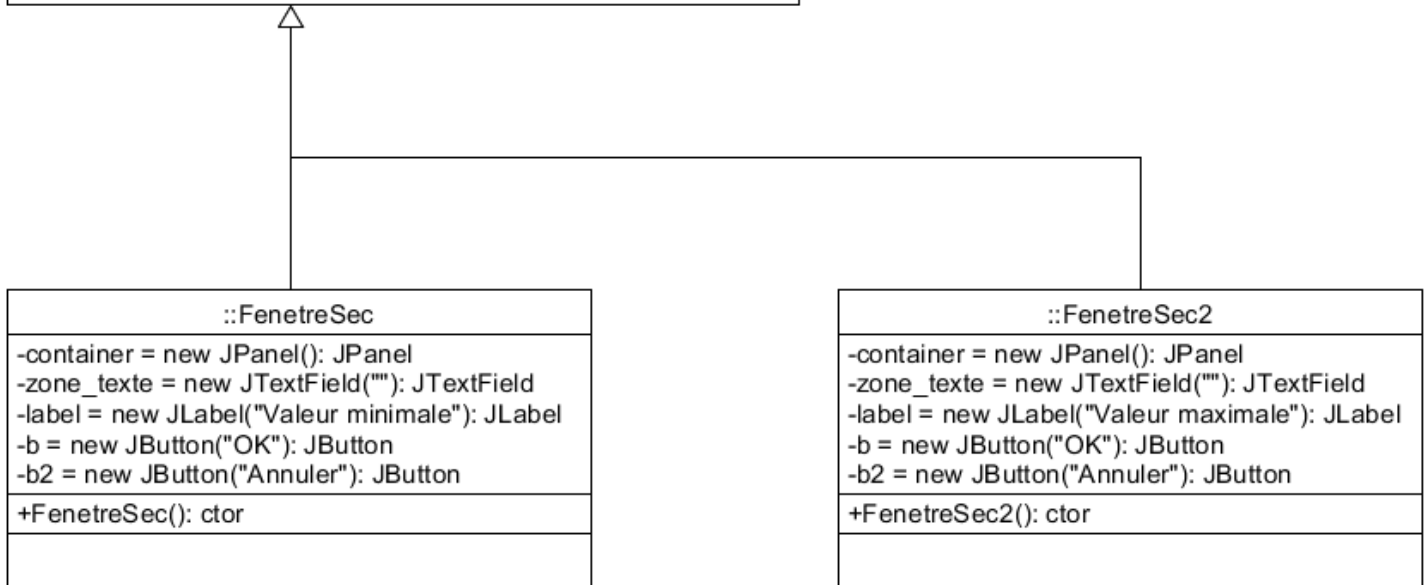 ::FenetreSec
-container = new JPanel(): JPanel
-zone_texte = new JTextField(""): JTextField
-label = new JLabel("Valeur minimale"): JLabel
-b = new JButton("OK"): JButton
-b2 = new JButton("Annuler"): JButton
+FenetreSec(): ctor
::FenetreSec2
-container = new JPanel(): JPanel
-zone_texte = new JTextField(""): JTextField
-label = new JLabel("Valeur maximale"): JLabel
-b = new JButton("OK"): JButton
-b2 = new JButton("Annuler"): JButton
+FenetreSec2(): ctor